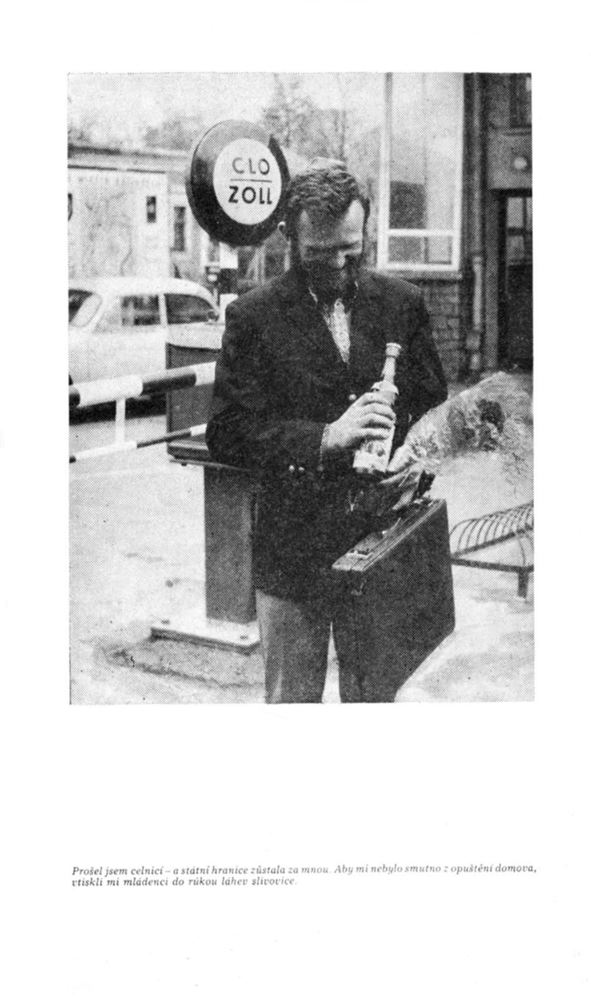 CLO
ZOLL
Prošel jsem celnicí – a státní hranice zůstala za mnou. Aby mi nebylo smutno z opuštění domova,
vtiskli mi mládenci do rukou láhev slivovice.